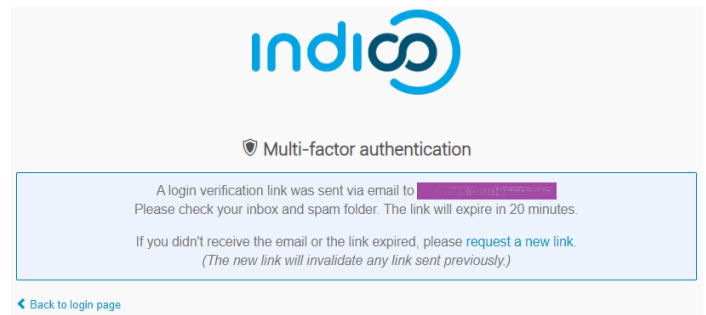 indico
Multi-factor authentication
A login verification link was sent via email to
Please check your inbox and spam folder. The link will expire in 20 minutes.
If you didn't receive the email or the link expired, please request a new link.
(The new link will invalidate any link sent previously.)
Back to login page